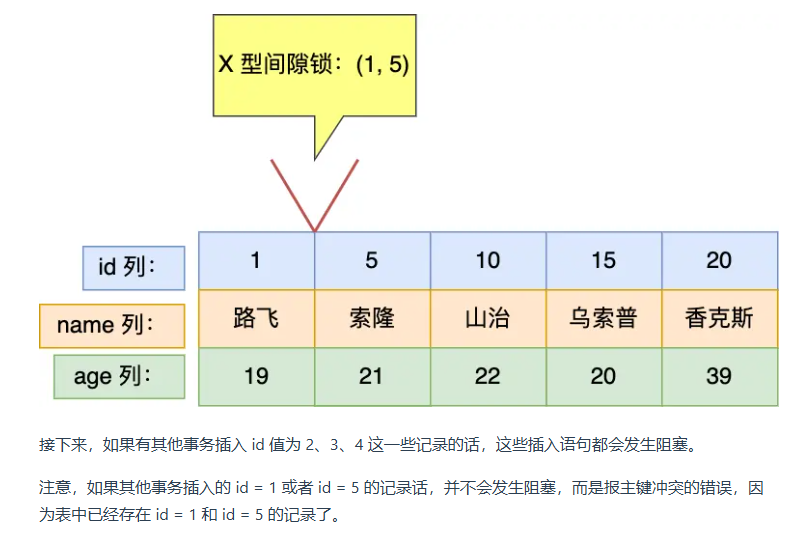 X 型间隙锁：(1, 5)
id 列： 1 5 10 15 20
name 列： 路飞 索隆 山治 乌索普 香克斯
age 列： 19 21 22 20 39
接下来，如果有其他事务插入 id 值为 2、3、4 这一些记录的话，这些插入语句都会发生阻塞。
注意，如果其他事务插入的 id = 1 或者 id = 5 的记录话，并不会发生阻塞，而是报主键冲突的错误，因
为表中已经存在 id = 1 和 id = 5 的记录了。